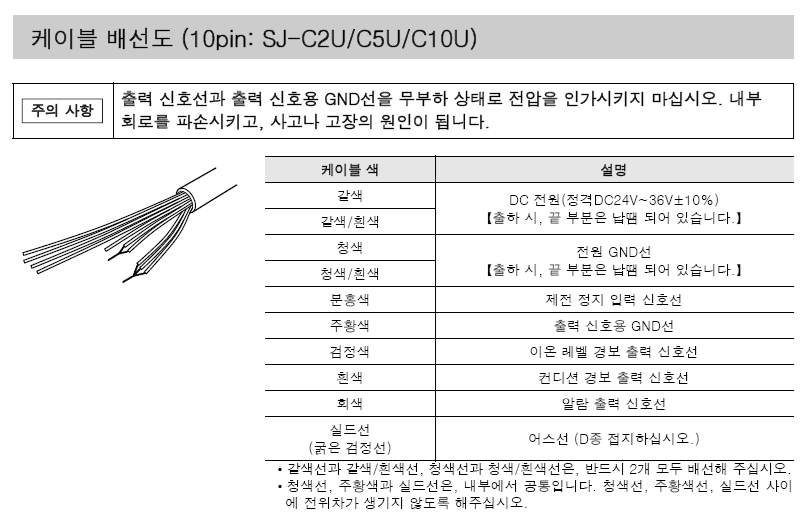 케이블 배선도 (10pin: SJ-C2U/C5U/C10U)
주의 사항
출력 신호선과 출력 신호용 GND선을 무부하 상태로 전압을 인가시키지 마십시오. 내부
회로를 파손시키고, 사고나 고장의 원인이 됩니다.
케이블 색 설명
갈색
DC 전원(정격DC24V~36V±10%)
【출하 시, 끝 부분은 납땜 되어 있습니다.】
갈색/흰색
청색
전원 GND선
【출하 시, 끝 부분은 납땜 되어 있습니다.】
청색/흰색
분홍색 제전 정지 입력 신호선
주황색 출력 신호용 GND선
검정색 이온 레벨 경보 출력 신호선
흰색 컨디션 경보 출력 신호선
회색 알람 출력 신호선
실드선
(굵은 검정선)
어스선 (D종 접지하십시오.)
• 갈색선과 갈색/흰색선, 청색선과 청색/흰색선은, 반드시 2개 모두 배선해 주십시오.
• 청색선, 주황색과 실드선은, 내부에서 공통입니다. 청색선, 주황색선, 실드선 사이
에 전위차가 생기지 않도록 해주십시오.